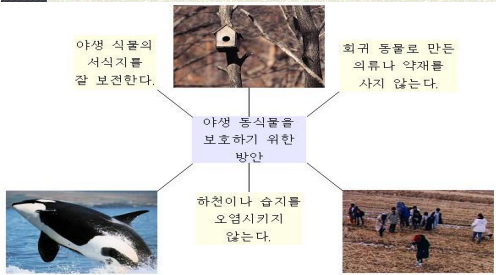 야생 식물의
서식지를
잘 보전한다.
회귀 동물로 만든
의류나 약재를
사지 않는다.
야생 동식물을
보호하기 위한
방안
하천이나 습지를
오염시키지
않는다.